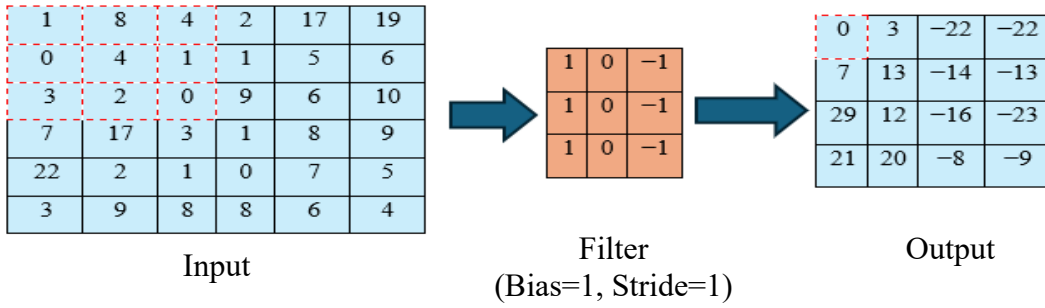 1 8 4 2 17 19
0 4 1 1 5 6
3 2 0 9 6 10
7 17 3 1 8 9
22 2 1 0 7 5
3 9 8 8 6 4
Input
1 0 −1
1 0 −1
1 0 −1
Filter
(Bias=1, Stride=1)
0 3 −22 −22
7 13 −14 −13
29 12 −16 −23
21 20 −8 −9
Output